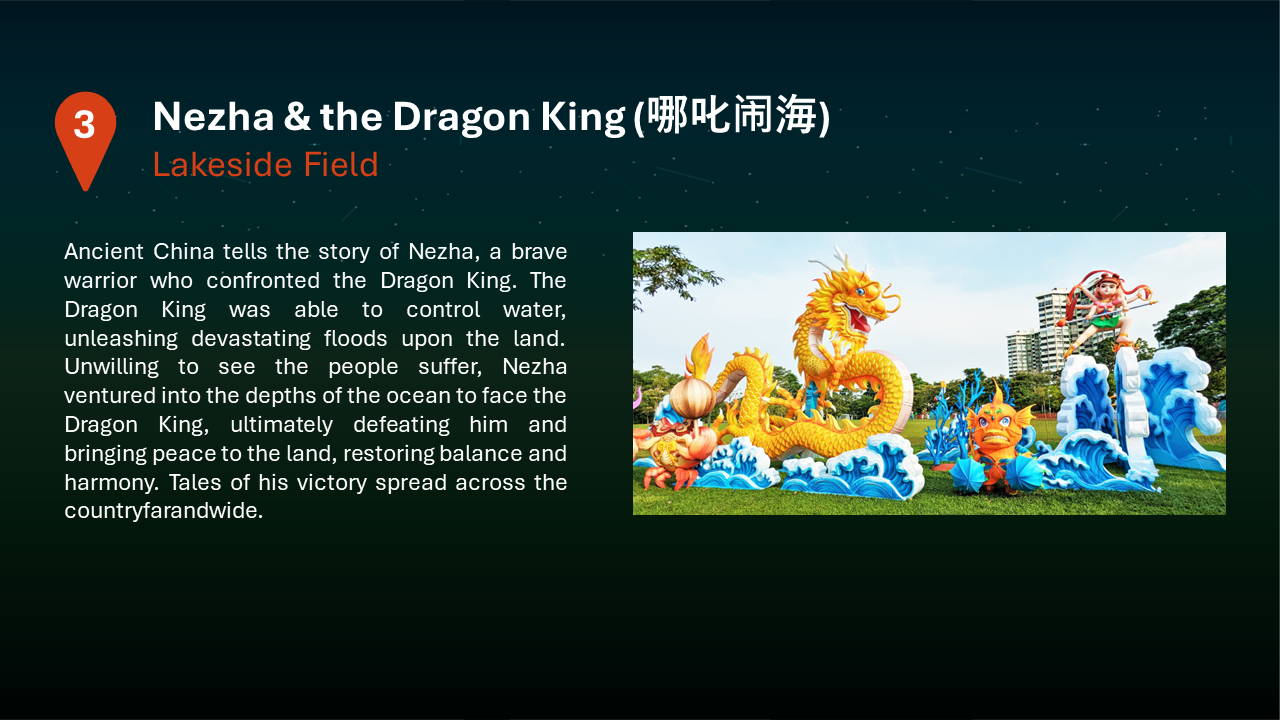 3
Nezha & the Dragon King (哪叱闹海)
Lakeside Field
Ancient China tells the story of Nezha, a brave
warrior who confronted the Dragon King. The
Dragon King was able to control water,
unleashing devastating floods upon the land.
Unwilling to see the people suffer, Nezha
ventured into the depths of the ocean to face the
Dragon King, ultimately defeating him and
bringing peace to the land, restoring balance and
harmony. Tales of his victory spread across the
countryfarandwide.